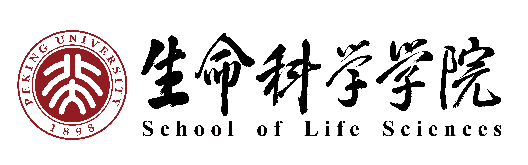 PEKING UNIVERSITY
1898
生命科学学院
School of Life Sciences